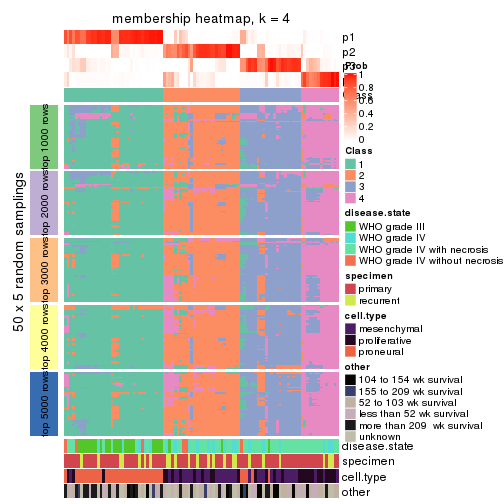 membership heatmap, k = 4
p1
p2
p3
Prob
1
0.8
0.6
0.4
0.2
0
Class
Class
1
2
3
4
disease.state
WHO grade III
WHO grade IV
WHO grade IV with necrosis
WHO grade IV without necrosis
specimen
primary
recurrent
cell.type
mesenchymal
proliferative
proneural
other
104 to 154 wk survival
155 to 209 wk survival
52 to 103 wk survival
less than 52 wk survival
more than 209  wk survival
unknown
50 x 5 random samplings
top 1000 rows
top 2000 rows
top 3000 rows
top 4000 rows
top 5000 rows
disease.state
specimen
cell.type
other